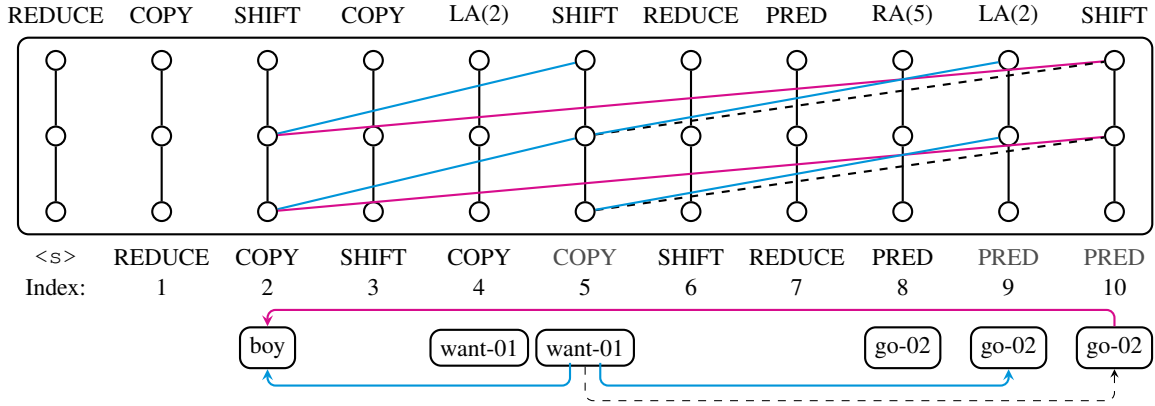 REDUCE COPY SHIFT COPY LA(2) SHIFT REDUCE PRED RA(5) LA(2) SHIFT
<s> REDUCE COPY SHIFT COPY COPY SHIFT REDUCE PRED PRED PRED
Index: 1 2 3 4 5 6 7 8 9 10
boy want-01 want-01 go-02 go-02 go-02